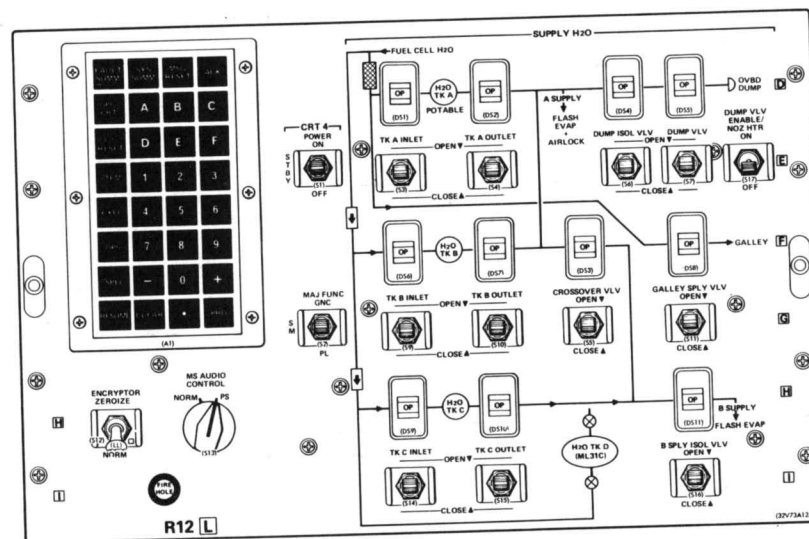 SUPPLY H2O
FUEL CELL H2O
OP
(DS1)
H2O
TK A
POTABLE
OP
(DS2)
A SUPPLY
FLASH
EVAP
+
AIRLOCK
OP
(DS4)
OP
(DS5)
OVBD
DUMP
D
CRT 4
POWER
ON
STBY
(S1)
OFF
TK A INLET
OPEN▼
TK A OUTLET
(S3)
(S4)
CLOSE▲
DUMP ISOL VLV
DUMP VLV
OPEN▼
(S6)
(S7)
CLOSE▲
DUMP VLV
ENABLE/
NOZ HTR
ON
(S17)
OFF
E
A B C
D E F
1 2 3
4 5 6
7 8 9
− 0 +
•
(A1)
OP
(DS6)
H2O
TK B
OP
(DS7)
OP
(DS3)
OP
(DS8)
GALLEY
F
MAJ FUNC
GNC
SM
(S2)
PL
TK B INLET
OPEN▼
TK B OUTLET
(S9)
(S10)
CLOSE▲
CROSSOVER VLV
OPEN▼
(S5)
CLOSE▲
GALLEY SPLY VLV
OPEN▼
(S11)
CLOSE▲
G
ENCRYPTOR
ZEROIZE
(S12)
(LL)
NORM
MS AUDIO
CONTROL
NORM
PS
(S13)
H
OP
(DS9)
H2O
TK C
OP
OP
(DS11)
B SUPPLY
FLASH EVAP
H
H2O TK D
(ML31C)
TK C INLET
OPEN▼
TK C OUTLET
(S14)
(S15)
CLOSE▲
B SPLY ISOL VLV
OPEN▼
(S16)
CLOSE▲
I
I
FIRE
HOLE
R12 L